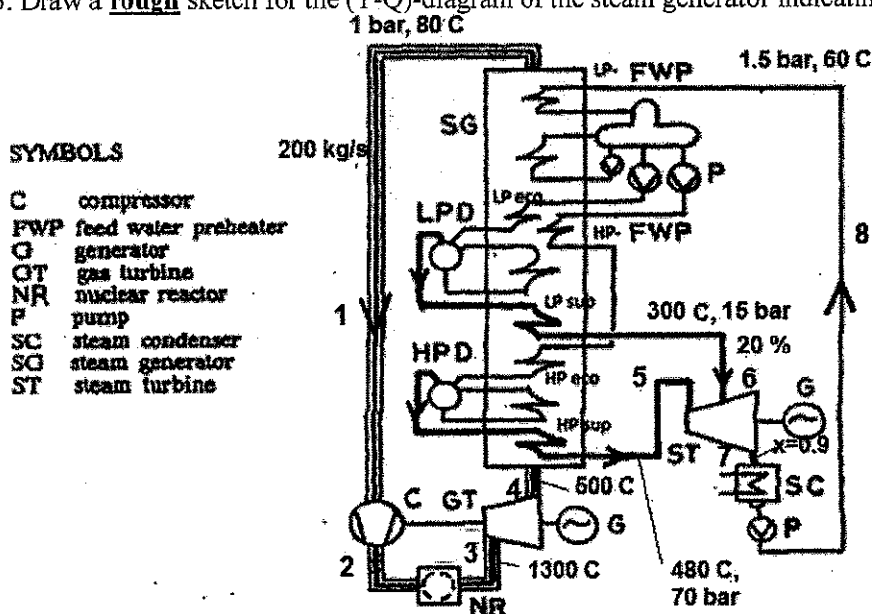 . Draw a rough sketch for the (T-Q)-diagram of the steam generator indicatin
1 bar, 80 C
LP- FWP
1.5 bar, 60 C
SG
SYMBOLS
200 kg/s
C compressor
FWP feed water preheater
G generator
GT gas turbine
NR nuclear reactor
P pump
SC steam condenser
SG steam generator
ST steam turbine
P
LP eco
LPD
HP- FWP
8
1
LP sup
300 C, 15 bar
20 %
HPD
HP eco
5
6
G
HP sup
ST
7
x=0.9
SC
4
C
GT
G
P
2
3
1300 C
480 C,
70 bar
NR